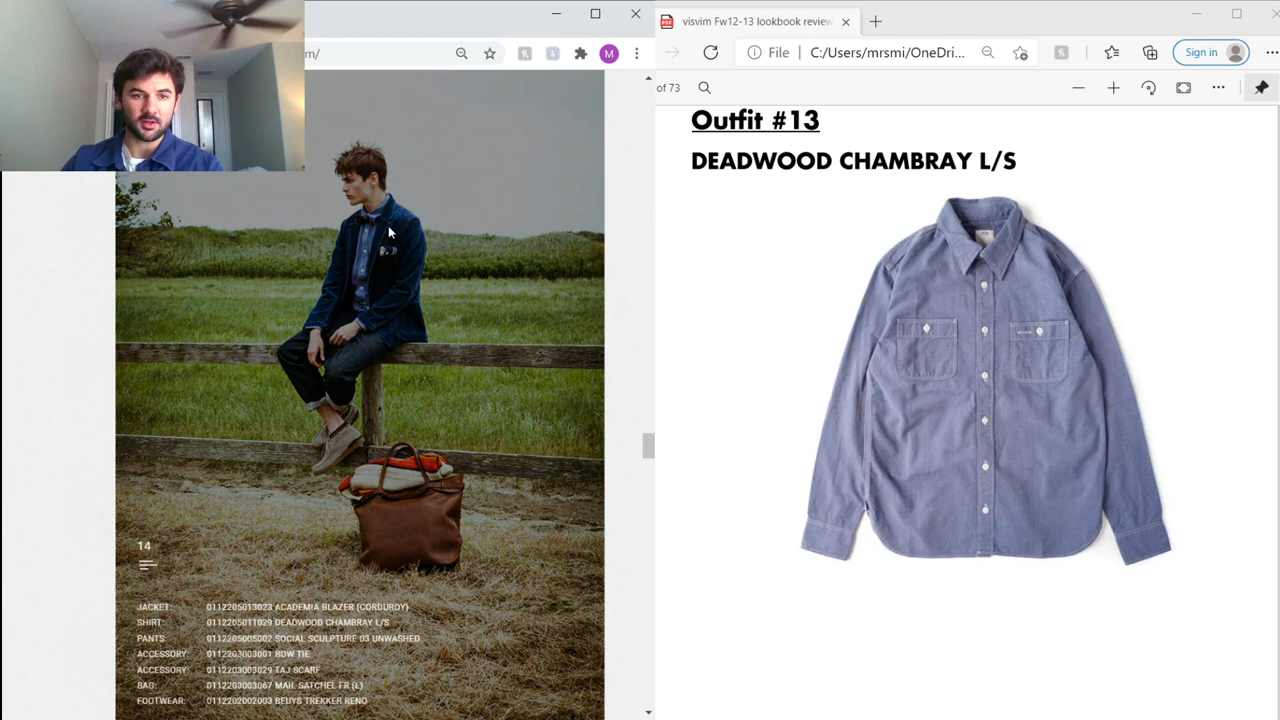 m/
M
14
JACKET: 0112205013023 ACADEMIA BLAZER (CORDUROY)
SHIRT: 0112205011029 DEADWOOD CHAMBRAY L/S
PANTS: 0112205005002 SOCIAL SCULPTURE 03 UNWASHED
ACCESSORY: 0112203003001 BOW TIE
ACCESSORY: 0112203003029 TAJ SCARF
BAG: 0112203003067 MAIL SATCHEL FR (L)
FOOTWEAR: 0112202002003 BEUYS TREKKER RENO
PDF visvim Fw12-13 lookbook review
File C:/Users/mrsmi/OneDri... Sign in
of 73
Outfit #13
DEADWOOD CHAMBRAY L/S